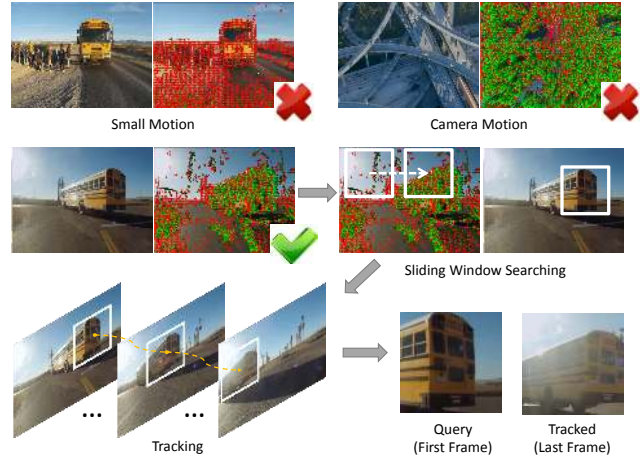 Small Motion
Camera Motion
Sliding Window Searching
...
...
Tracking
Query
(First Frame)
Tracked
(Last Frame)